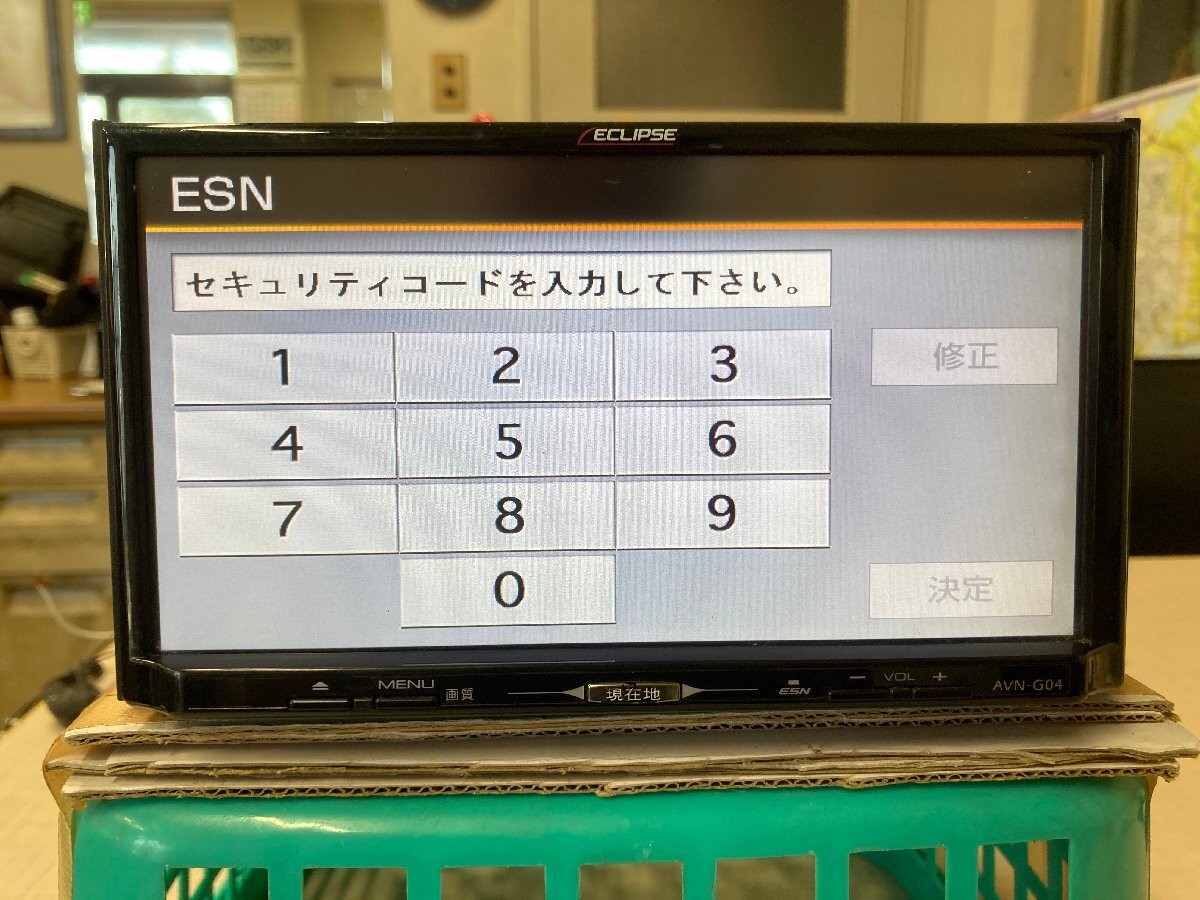 ECLIPSE
ESN
セキュリティコードを入力して下さい。
1 2 3 修正
4 5 6
7 8 9
0 決定
MENU 画質 現在地 ESN − VOL + AVN-G04